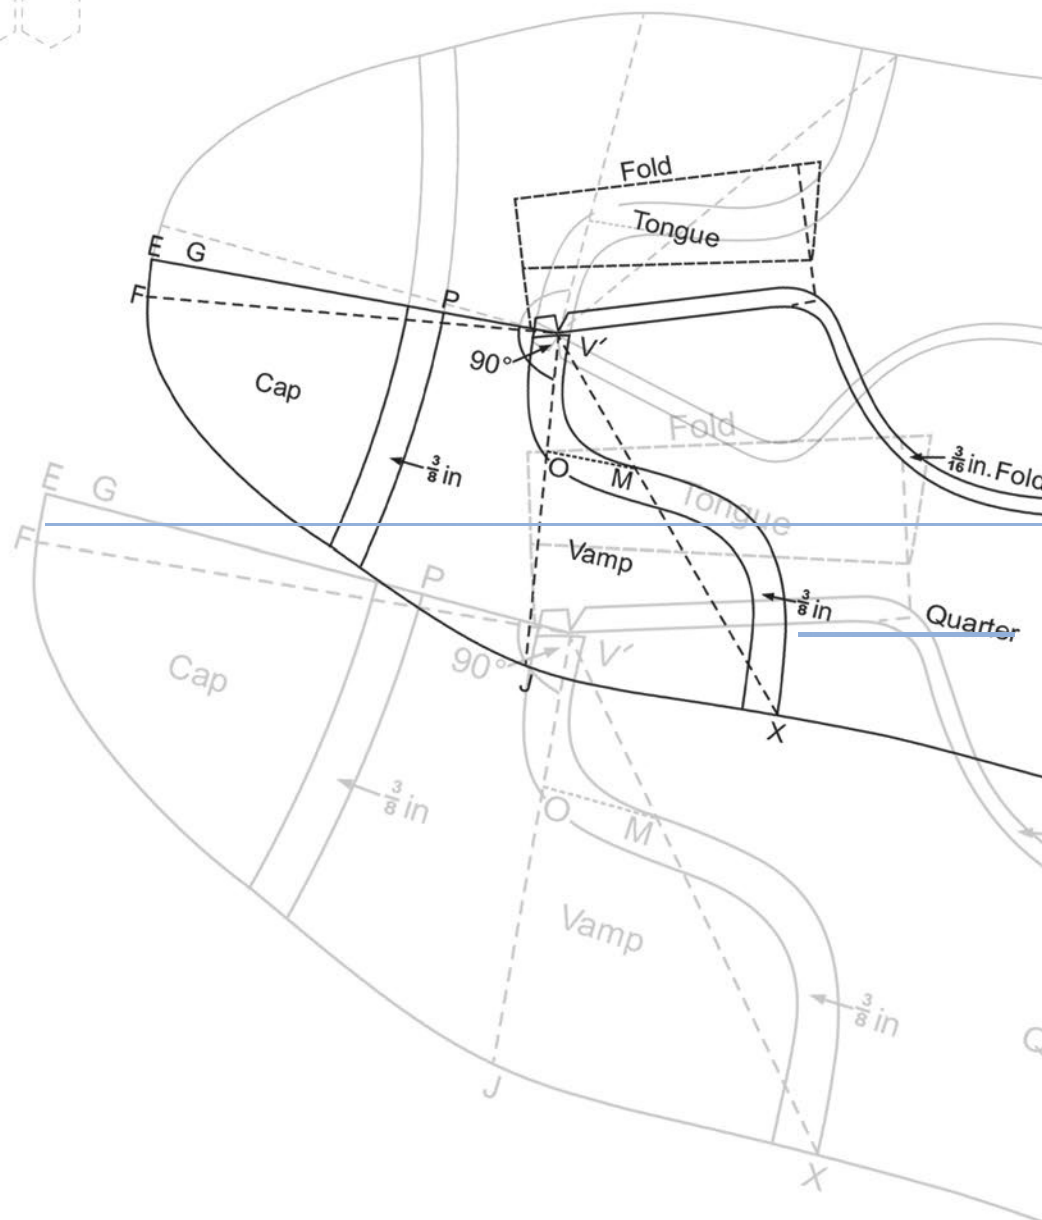 Fold
Tongue
E G
F
P
90°
V'
Cap
3/8 in
3/16 in. Fold
O
M
Fold
Tongue
Vamp
3/8 in
Quarter
J
X
E G
F
P
90°
V'
Cap
3/8 in
O
M
Vamp
3/8 in
J
X